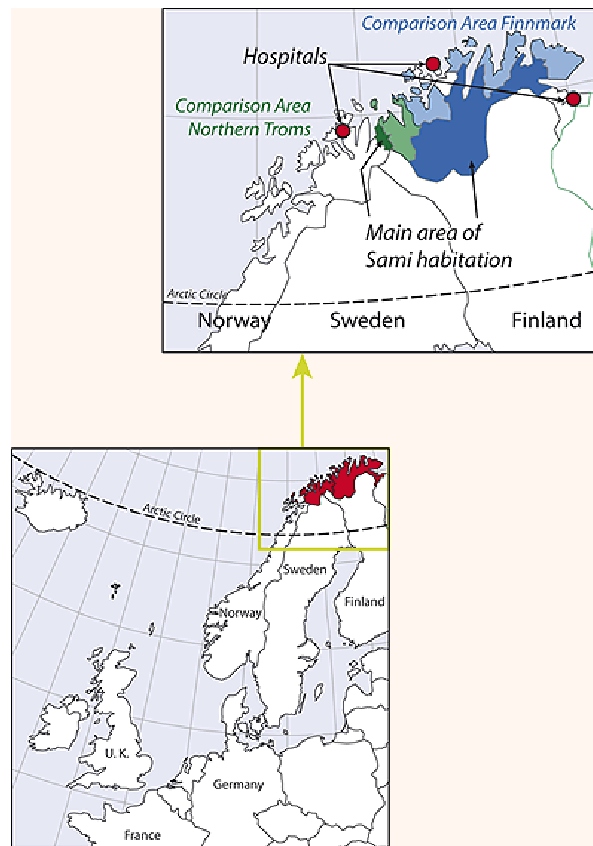 Comparison Area Finnmark
Hospitals
Comparison Area
Northern Troms
Main area of
Sami habitation
Arctic Circle
Norway
Sweden
Finland
Arctic Circle
Sweden
Norway
Finland
U. K.
Germany
France